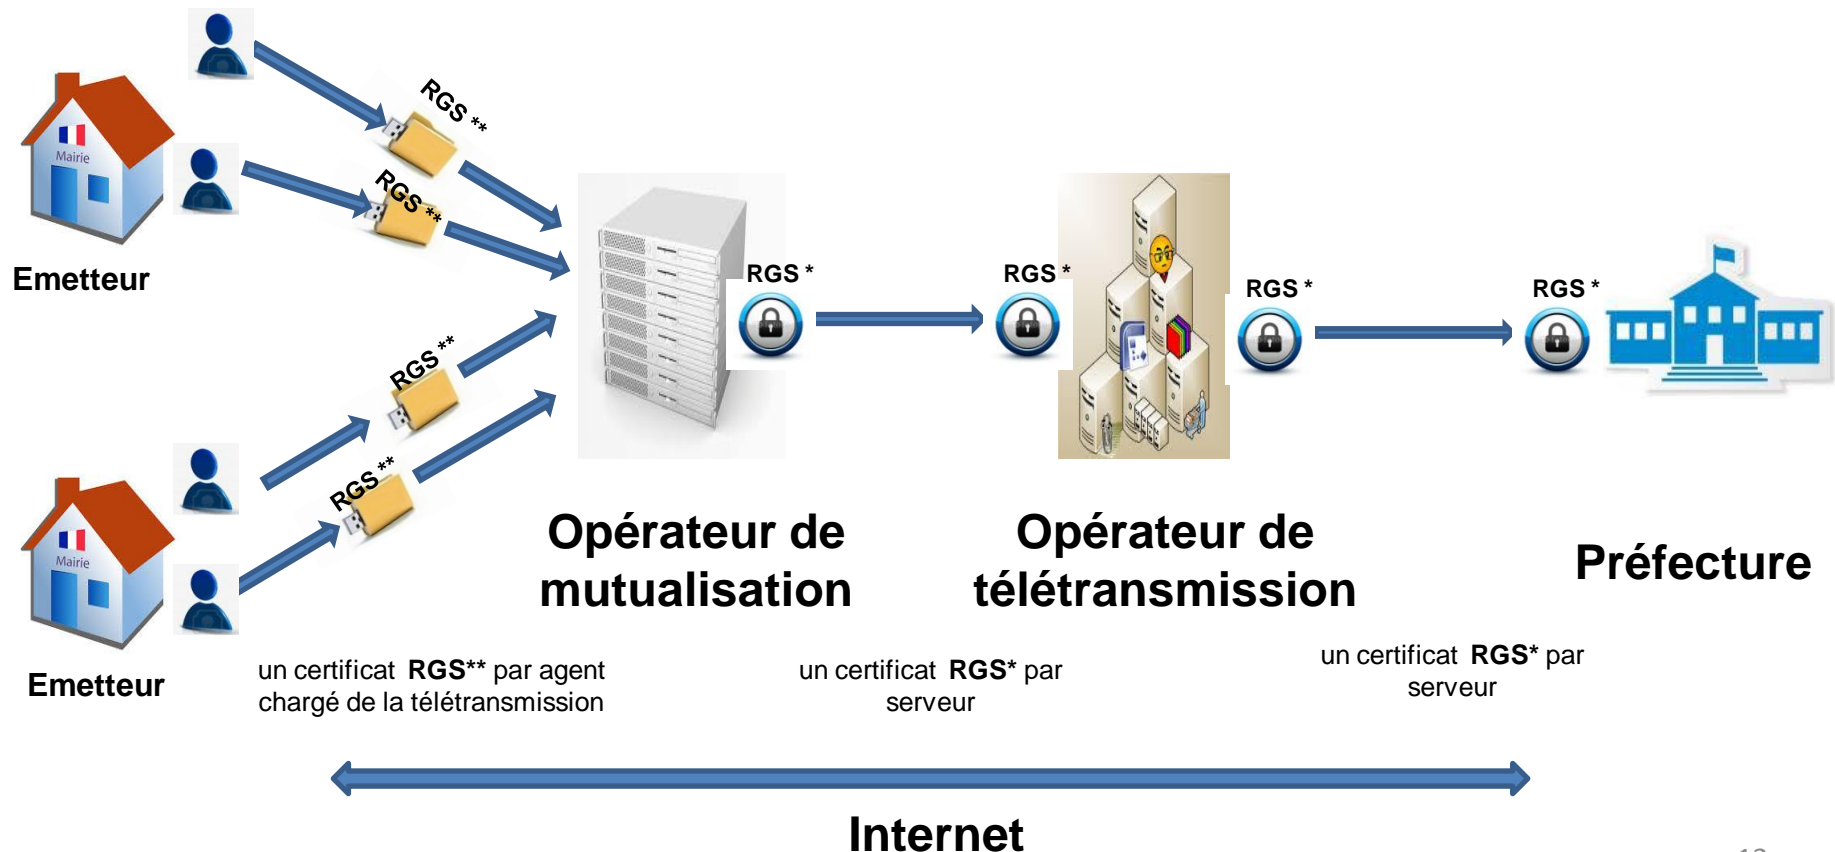 RGS **
Mairie
RGS **
Emetteur
RGS *
RGS *
RGS *
RGS *
RGS **
RGS **
Mairie
Emetteur
Opérateur de
mutualisation
Opérateur de
télétransmission
Préfecture
un certificat RGS** par agent
chargé de la télétransmission
un certificat RGS* par
serveur
un certificat RGS* par
serveur
Internet